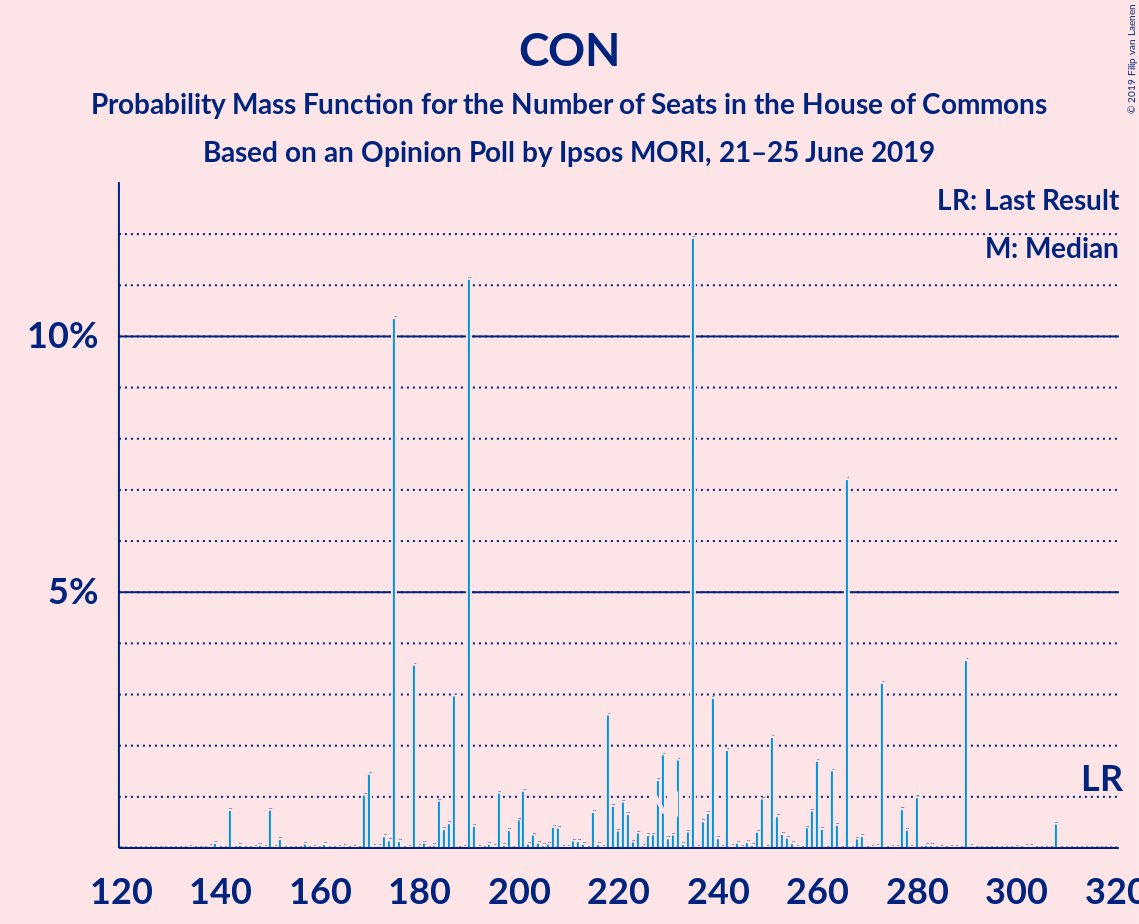 CON
Probability Mass Function for the Number of Seats in the House of Commons
Based on an Opinion Poll by Ipsos MORI, 21–25 June 2019
© 2019 Filip van Laenen
LR: Last Result
M: Median
10%
5%
M
LR
120 140 160 180 200 220 240 260 280 300 320